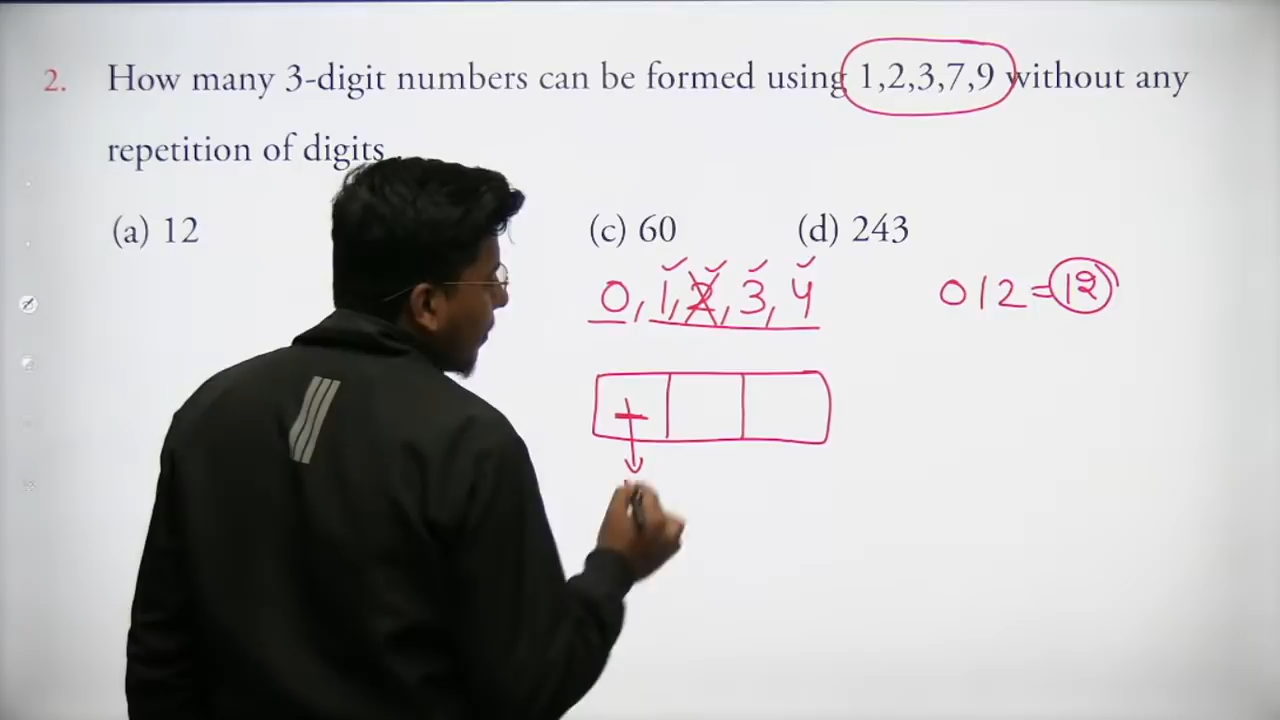 2. How many 3-digit numbers can be formed using 1,2,3,7,9 without any
repetition of digits
(a) 12 (c) 60 (d) 243
0, 1, 2, 3, 4
012 = 12